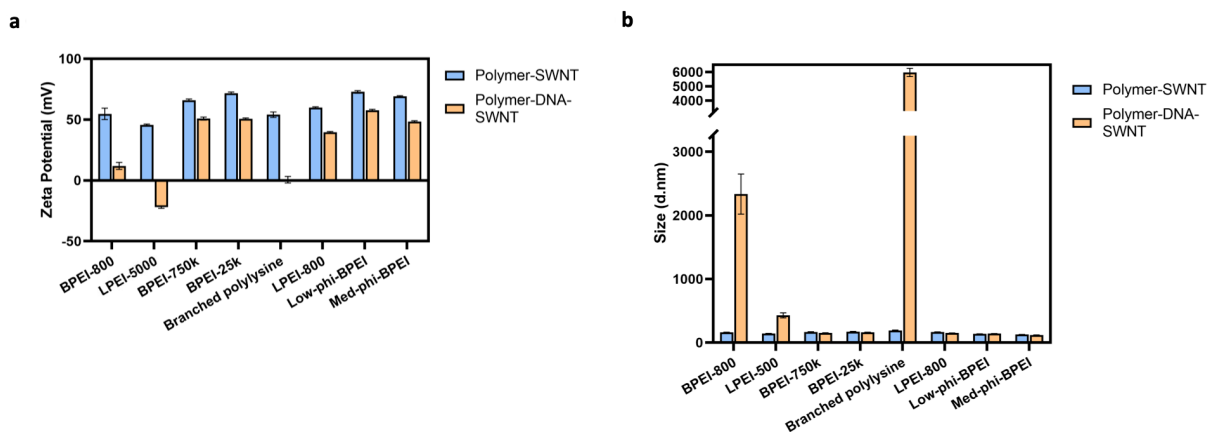 a
100
50
0
-50
Zeta Potential (mV)
BPEI-800
LPEI-5000
BPEI-750k
BPEI-25k
Branched polylysine
LPEI-800
Low-phi-BPEI
Med-phi-BPEI
Polymer-SWNT
Polymer-DNA-
SWNT
b
6000
5000
4000
3000
2000
1000
0
Size (d.nm)
BPEI-800
LPEI-500
BPEI-750k
BPEI-25k
Branched polylysine
LPEI-800
Low-phi-BPEI
Med-phi-BPEI
Polymer-SWNT
Polymer-DNA-
SWNT